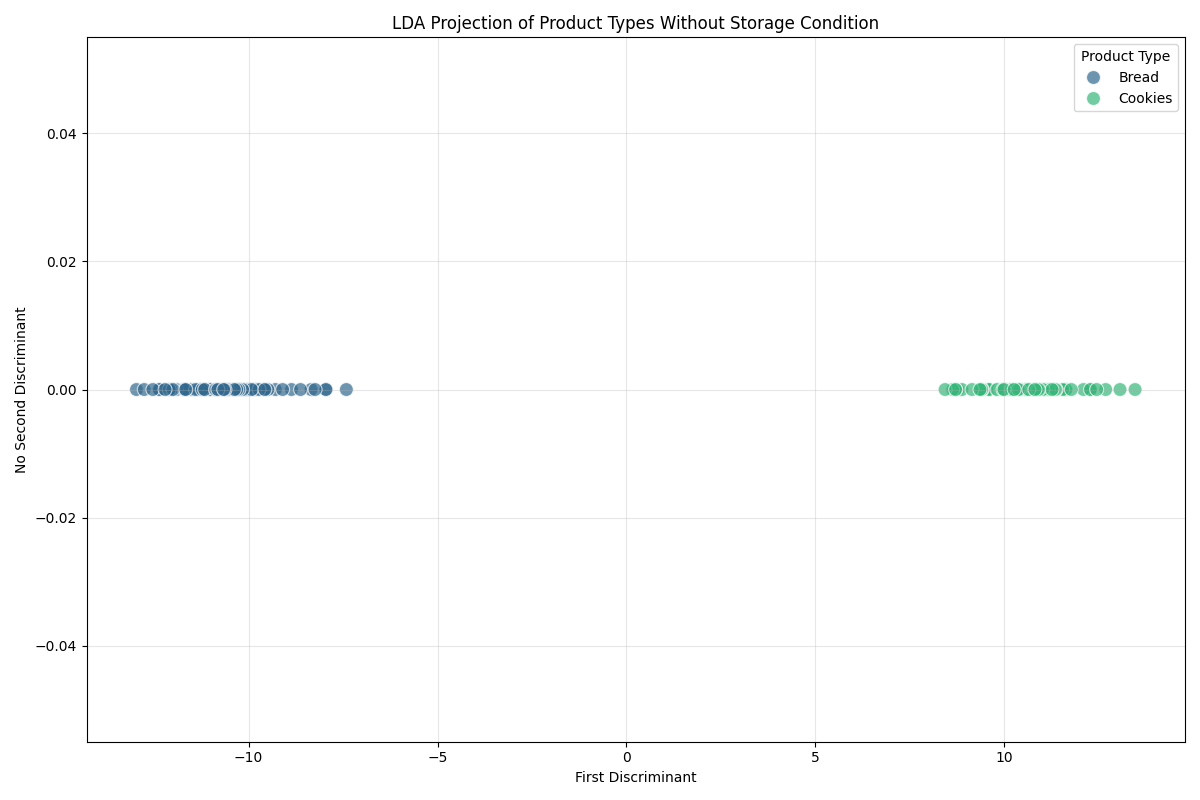 LDA Projection of Product Types Without Storage Condition
Product Type
Bread
Cookies
0.04
0.02
0.00
−0.02
−0.04
No Second Discriminant
−10
−5
0
5
10
First Discriminant